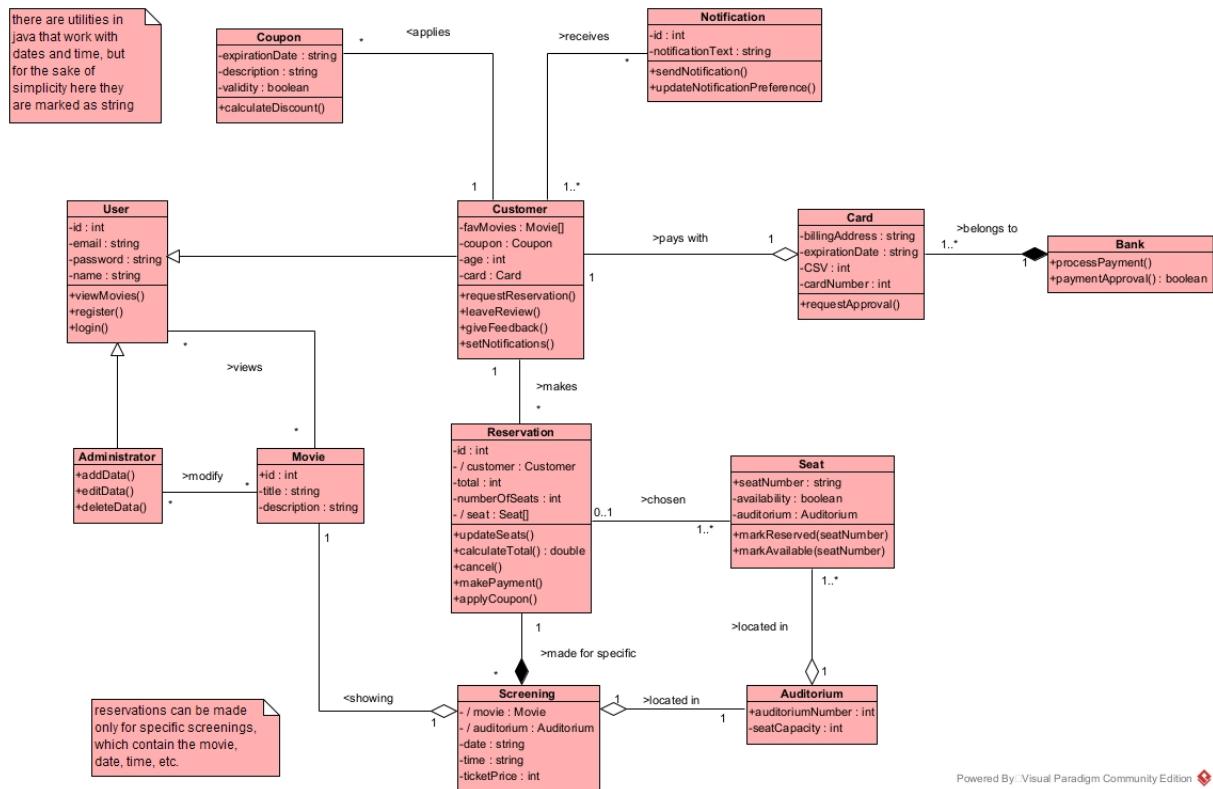 there are utilities in
java that work with
dates and time, but
for the sake of
simplicity here they
are marked as string
Coupon
-expirationDate : string
-description : string
-validity : boolean
+calculateDiscount()
*
<applies
1
Notification
-id : int
-notificationText : string
+sendNotification()
+updateNotificationPreference()
>receives
*
1..*
User
-id : int
-email : string
-password : string
-name : string
+viewMovies()
+register()
+login()
Customer
-favMovies : Movie[]
-coupon : Coupon
-age : int
-card : Card
+requestReservation()
+leaveReview()
+giveFeedback()
+setNotifications()
>pays with
1
1
Card
-billingAddress : string
-expirationDate : string
-CSV : int
-cardNumber : int
+requestApproval()
>belongs to
1..*
1
Bank
+processPayment()
+paymentApproval() : boolean
*
>views
*
1
>makes
*
Administrator
+addData()
+editData()
+deleteData()
>modify
*
*
Movie
+id : int
-title : string
-description : string
1
Reservation
-id : int
- / customer : Customer
-total : int
-numberOfSeats : int
- / seat : Seat[]
+updateSeats()
+calculateTotal() : double
+cancel()
+makePayment()
+applyCoupon()
>chosen
0..1
1..*
Seat
+seatNumber : string
-availability : boolean
-auditorium : Auditorium
+markReserved(seatNumber)
+markAvailable(seatNumber)
1..*
>located in
1
1
>made for specific
*
<showing
1
Screening
- / movie : Movie
- / auditorium : Auditorium
-date : string
-time : string
-ticketPrice : int
1
>located in
1
Auditorium
+auditoriumNumber : int
-seatCapacity : int
reservations can be made
only for specific screenings,
which contain the movie,
date, time, etc.
Powered By Visual Paradigm Community Edition